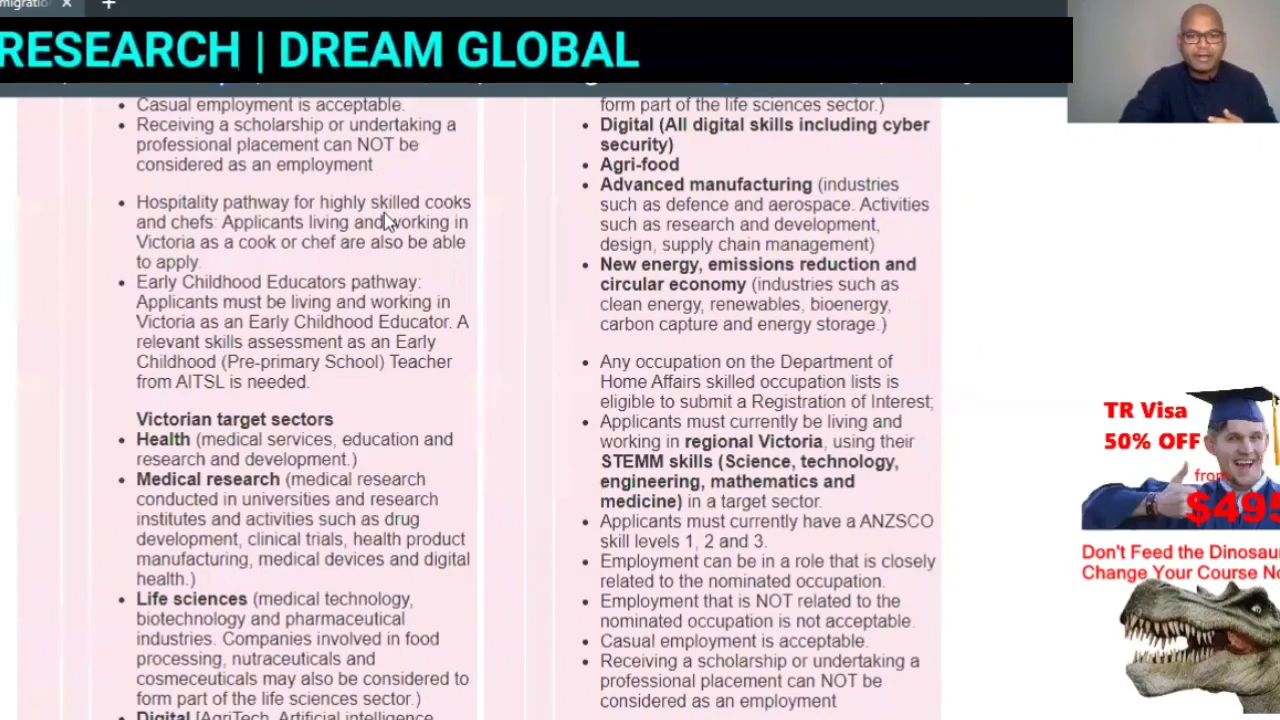 migratio
RESEARCH | DREAM GLOBAL
Casual employment is acceptable.
Receiving a scholarship or undertaking a
professional placement can NOT be
considered as an employment
Hospitality pathway for highly skilled cooks
and chefs: Applicants living and working in
Victoria as a cook or chef are also be able
to apply.
Early Childhood Educators pathway:
Applicants must be living and working in
Victoria as an Early Childhood Educator. A
relevant skills assessment as an Early
Childhood (Pre-primary School) Teacher
from AITSL is needed.
Victorian target sectors
Health (medical services, education and
research and development.)
Medical research (medical research
conducted in universities and research
institutes and activities such as drug
development, clinical trials, health product
manufacturing, medical devices and digital
health.)
Life sciences (medical technology,
biotechnology and pharmaceutical
industries. Companies involved in food
processing, nutraceuticals and
cosmeceuticals may also be considered to
form part of the life sciences sector.)
Digital [AgriTech, Artificial intelligence,
form part of the life sciences sector.)
Digital (All digital skills including cyber
security)
Agri-food
Advanced manufacturing (industries
such as defence and aerospace. Activities
such as research and development,
design, supply chain management)
New energy, emissions reduction and
circular economy (industries such as
clean energy, renewables, bioenergy,
carbon capture and energy storage.)
Any occupation on the Department of
Home Affairs skilled occupation lists is
eligible to submit a Registration of Interest;
Applicants must currently be living and
working in regional Victoria, using their
STEMM skills (Science, technology,
engineering, mathematics and
medicine) in a target sector.
Applicants must currently have a ANZSCO
skill levels 1, 2 and 3.
Employment can be in a role that is closely
related to the nominated occupation.
Employment that is NOT related to the
nominated occupation is not acceptable.
Casual employment is acceptable.
Receiving a scholarship or undertaking a
professional placement can NOT be
considered as an employment
TR Visa
50% OFF
from
$495
Don't Feed the Dinosau
Change Your Course No